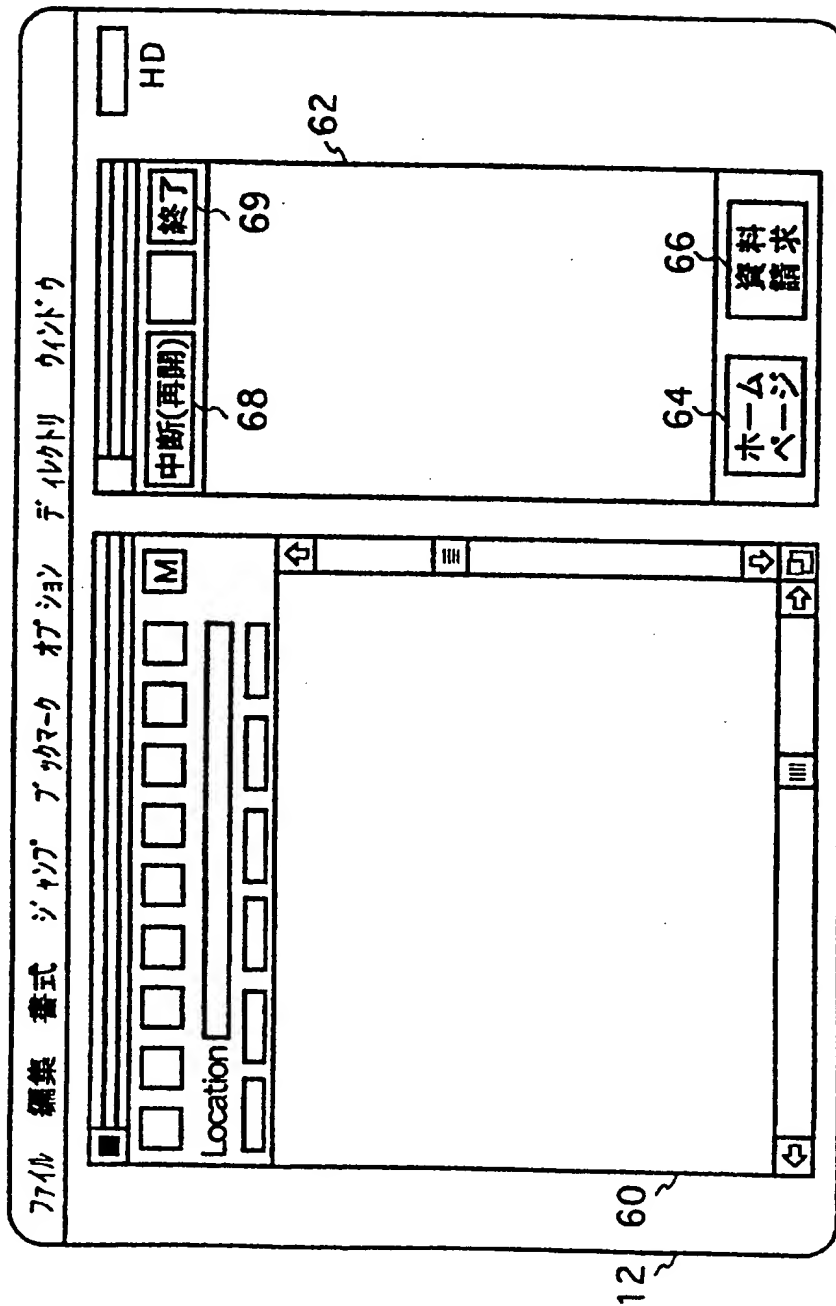 ファイル 編集 書式 ジャンプ ブックマーク オプション ディレクトリ ウィンドウ
HD
M
Location
中断(再開)
終了
68
69
62
64
66
ホームページ
資料請求
60
12